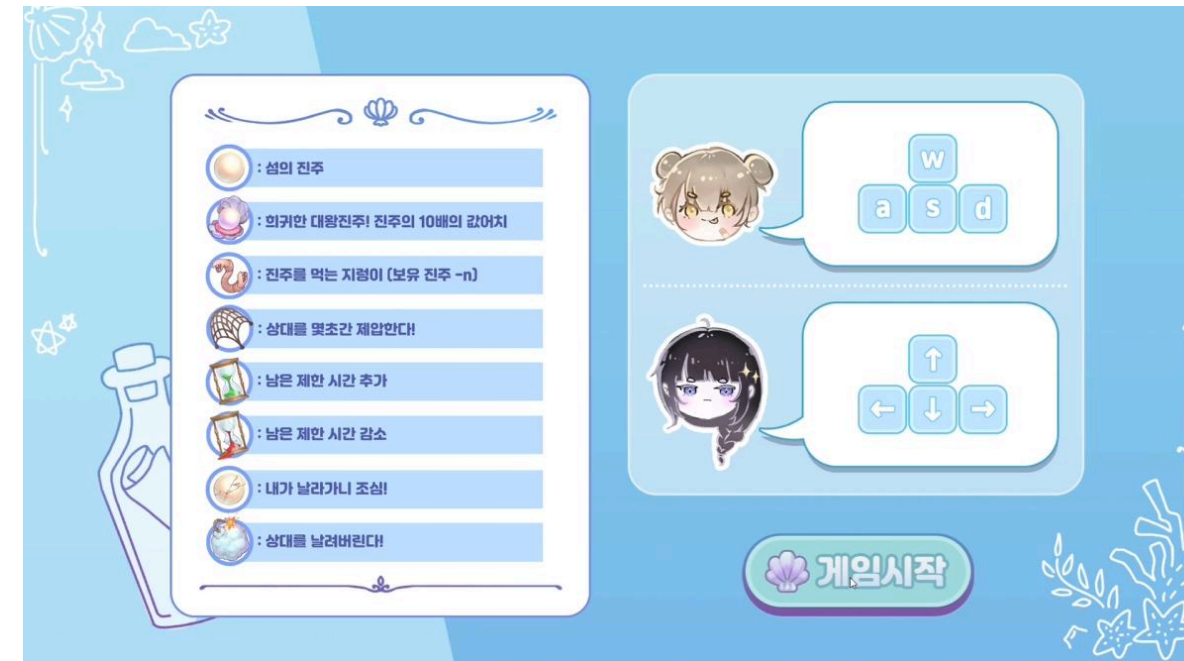 : 섬의 진주
: 희귀한 대왕진주! 진주의 10배의 값어치
: 진주를 먹는 지렁이 (보유 진주 -n)
: 상대를 몇초간 제압한다!
: 남은 제한 시간 추가
: 남은 제한 시간 감소
: 내가 날라가니 조심!
: 상대를 날려버린다!
w
a s d
↑
← ↓ →
게임시작